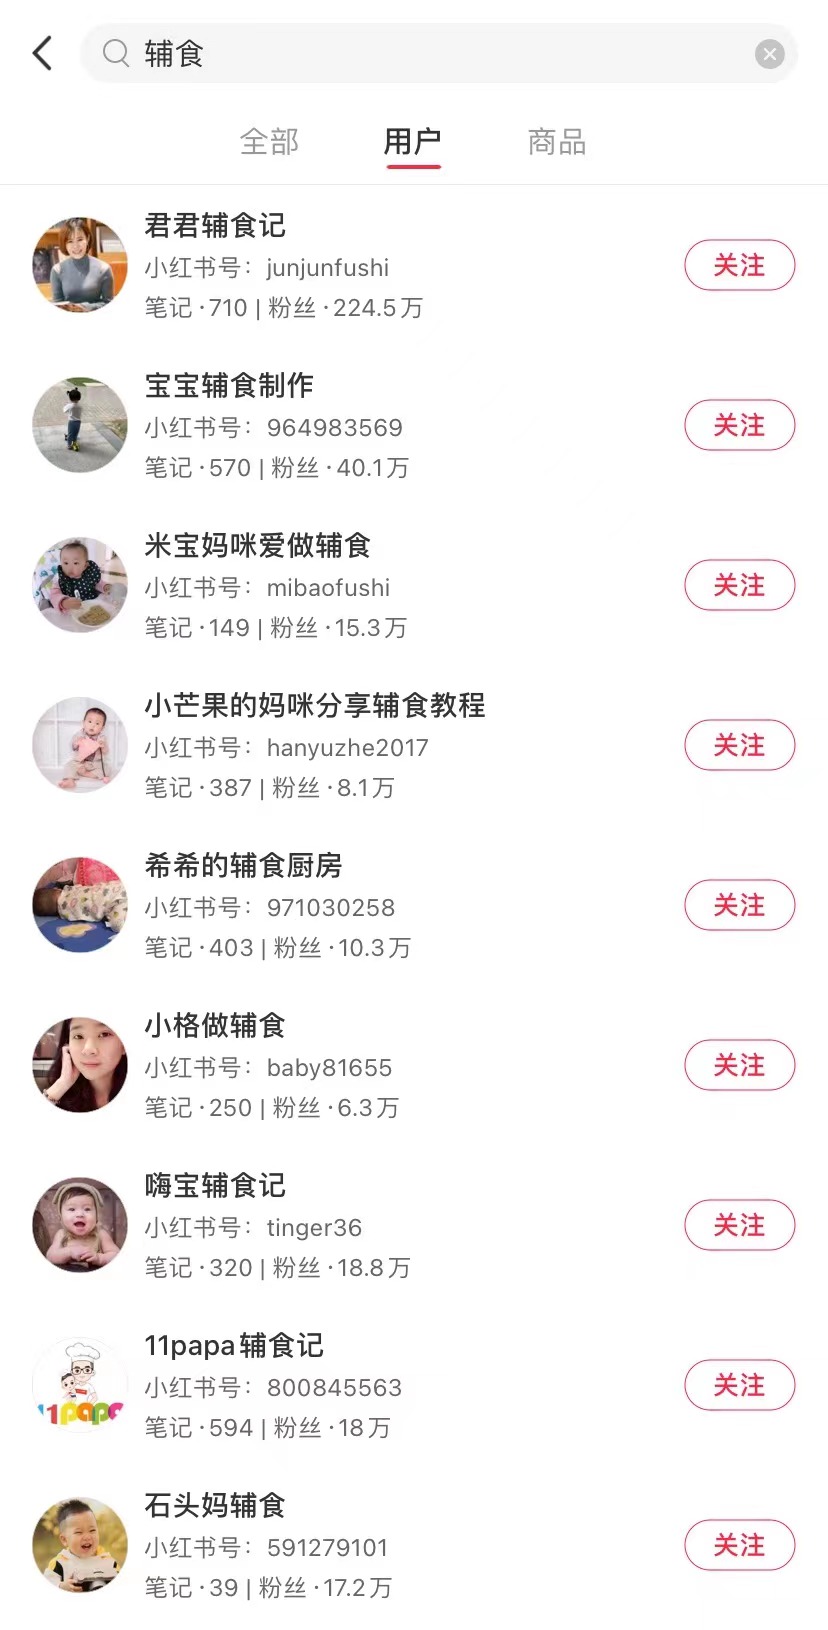 辅食
全部 用户 商品
君君辅食记
小红书号：junjunfushi
笔记·710 | 粉丝·224.5万
关注
宝宝辅食制作
小红书号：964983569
笔记·570 | 粉丝·40.1万
关注
米宝妈咪爱做辅食
小红书号：mibaofushi
笔记·149 | 粉丝·15.3万
关注
小芒果的妈咪分享辅食教程
小红书号：hanyuzhe2017
笔记·387 | 粉丝·8.1万
关注
希希的辅食厨房
小红书号：971030258
笔记·403 | 粉丝·10.3万
关注
小格做辅食
小红书号：baby81655
笔记·250 | 粉丝·6.3万
关注
嗨宝辅食记
小红书号：tinger36
笔记·320 | 粉丝·18.8万
关注
11papa
11papa辅食记
小红书号：800845563
笔记·594 | 粉丝·18万
关注
石头妈辅食
小红书号：591279101
笔记·39 | 粉丝·17.2万
关注